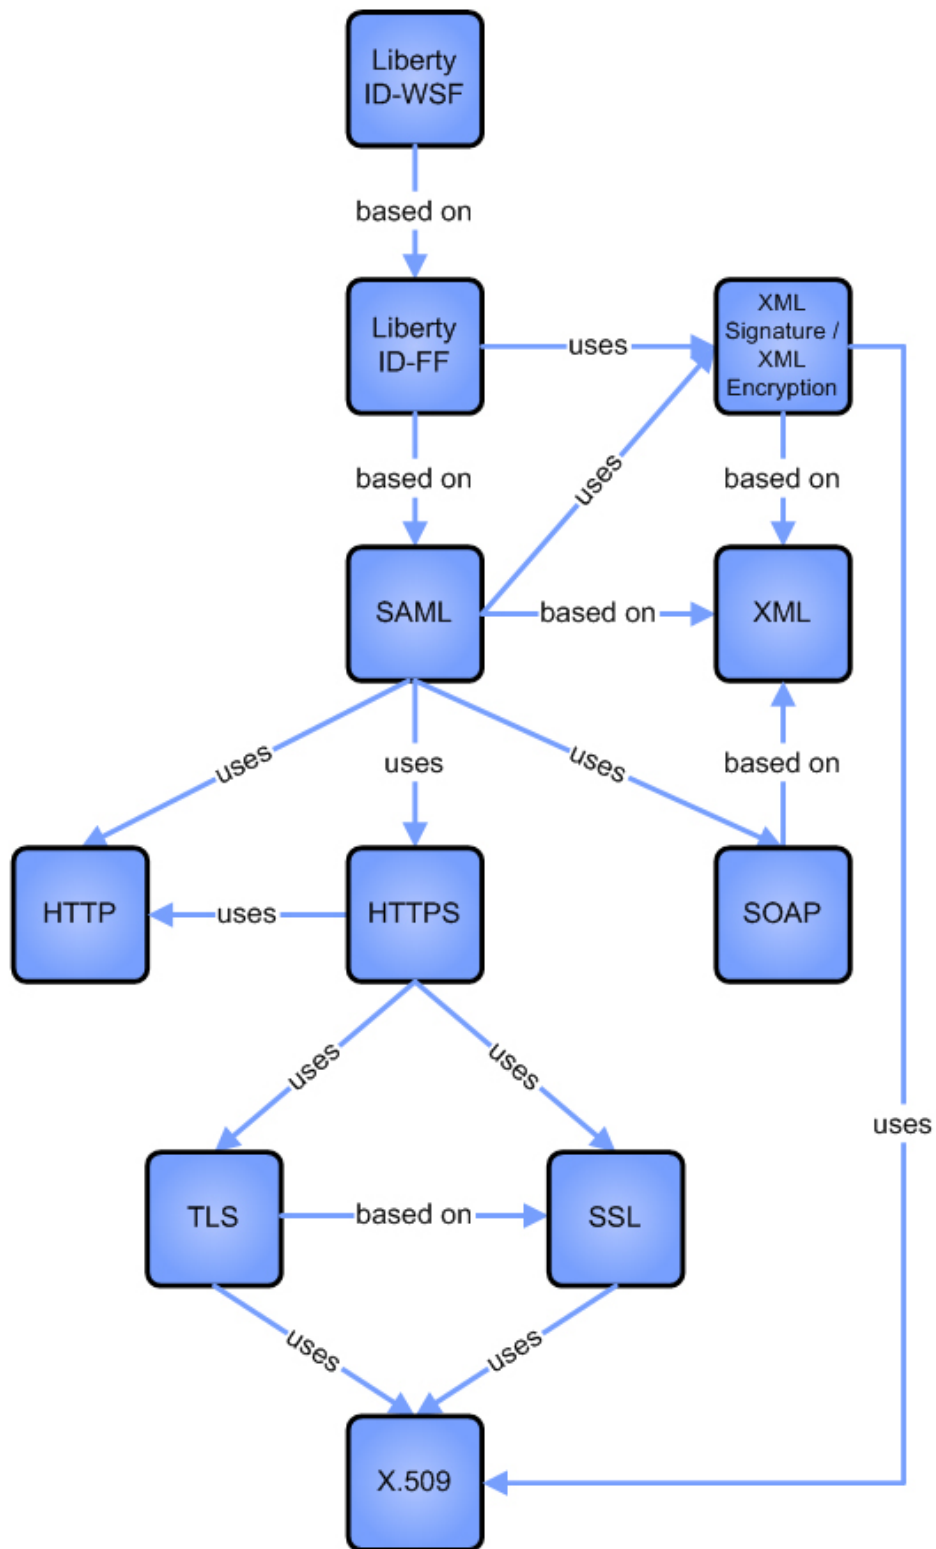 Liberty
ID-WSF
based on
Liberty
ID-FF
uses
XML
Signature /
XML
Encryption
based on
uses
based on
SAML
based on
XML
uses
uses
uses
based on
HTTP
uses
HTTPS
SOAP
uses
uses
uses
TLS
based on
SSL
uses
uses
X.509